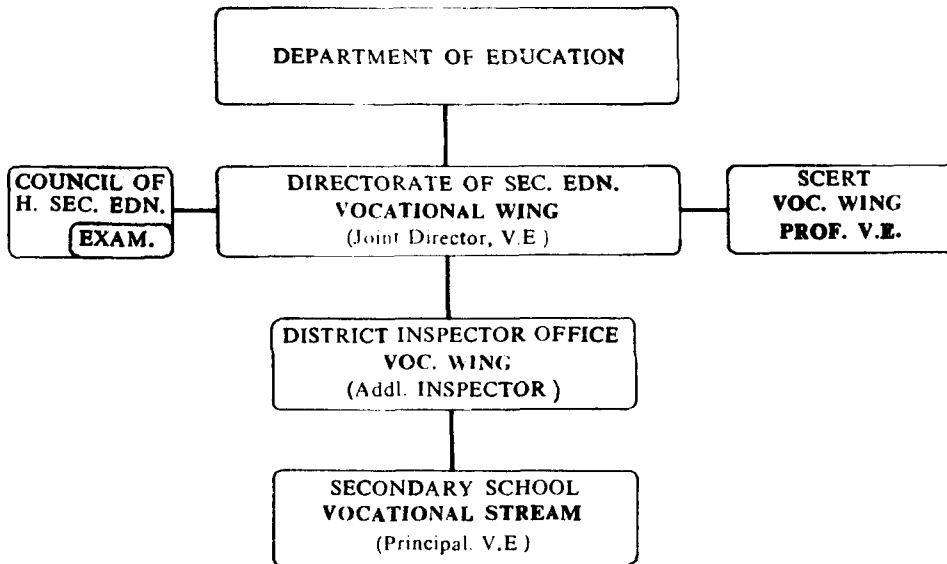 DEPARTMENT OF EDUCATION
COUNCIL OF
H. SEC. EDN.
EXAM.
DIRECTORATE OF SEC. EDN.
VOCATIONAL WING
(Joint Director, V.E)
SCERT
VOC. WING
PROF. V.E.
DISTRICT INSPECTOR OFFICE
VOC. WING
(Addl. INSPECTOR)
SECONDARY SCHOOL
VOCATIONAL STREAM
(Principal. V.E)